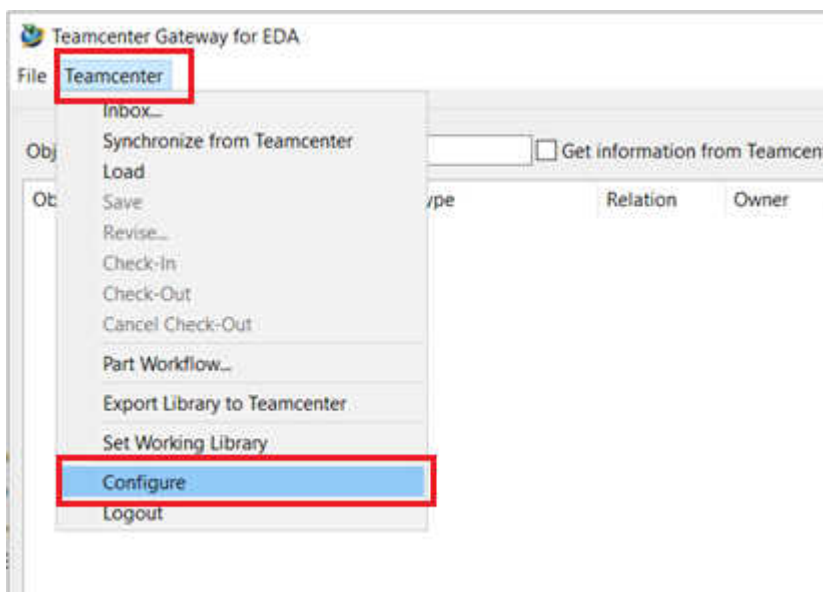 Teamcenter Gateway for EDA
File Teamcenter
Inbox...
Synchronize from Teamcenter
Obj
Get information from Teamcen
Load
Ob
Save
ype
Relation
Owner
Revise...
Check-In
Check-Out
Cancel Check-Out
Part Workflow...
Export Library to Teamcenter
Set Working Library
Configure
Logout